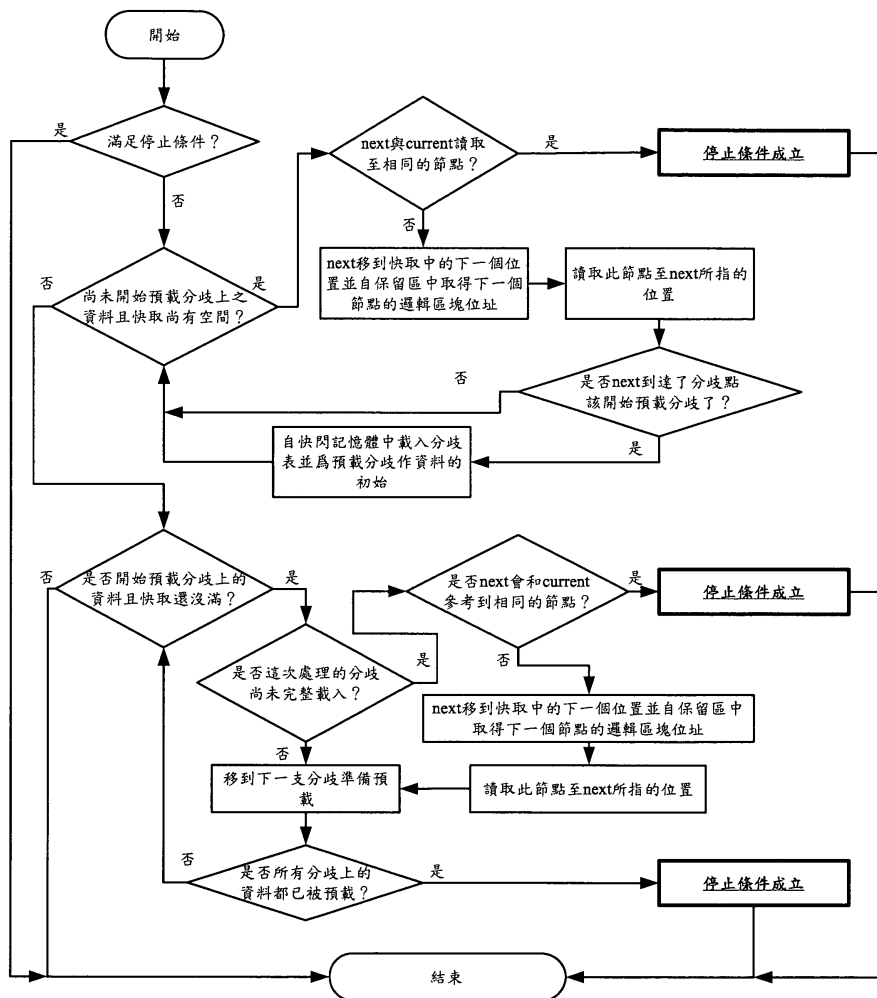 開始
是
滿足停止條件？
否
next與current讀取
至相同的節點？
是
停止條件成立
否
next移到快取中的下一個位
置並自保留區中取得下一個
節點的邏輯區塊位址
讀取此節點至next所指的
位置
否
尚未開始預載分歧上之
資料且快取尚有空間？
是
否
是否next到達了分歧點
該開始預載分歧了？
是
自快閃記憶體中載入分歧
表並爲預載分歧作資料的
初始
否
是否開始預載分歧上的
資料且快取還沒滿？
是
是否next會和current
參考到相同的節點？
是
停止條件成立
是否這次處理的分歧
尚未完整載入？
是
否
next移到快取中的下一個位置並自保留區中
取得下一個節點的邏輯區塊位址
否
移到下一支分歧準備預
載
讀取此節點至next所指的位置
否
是否所有分歧上的
資料都已被預載？
是
停止條件成立
結束